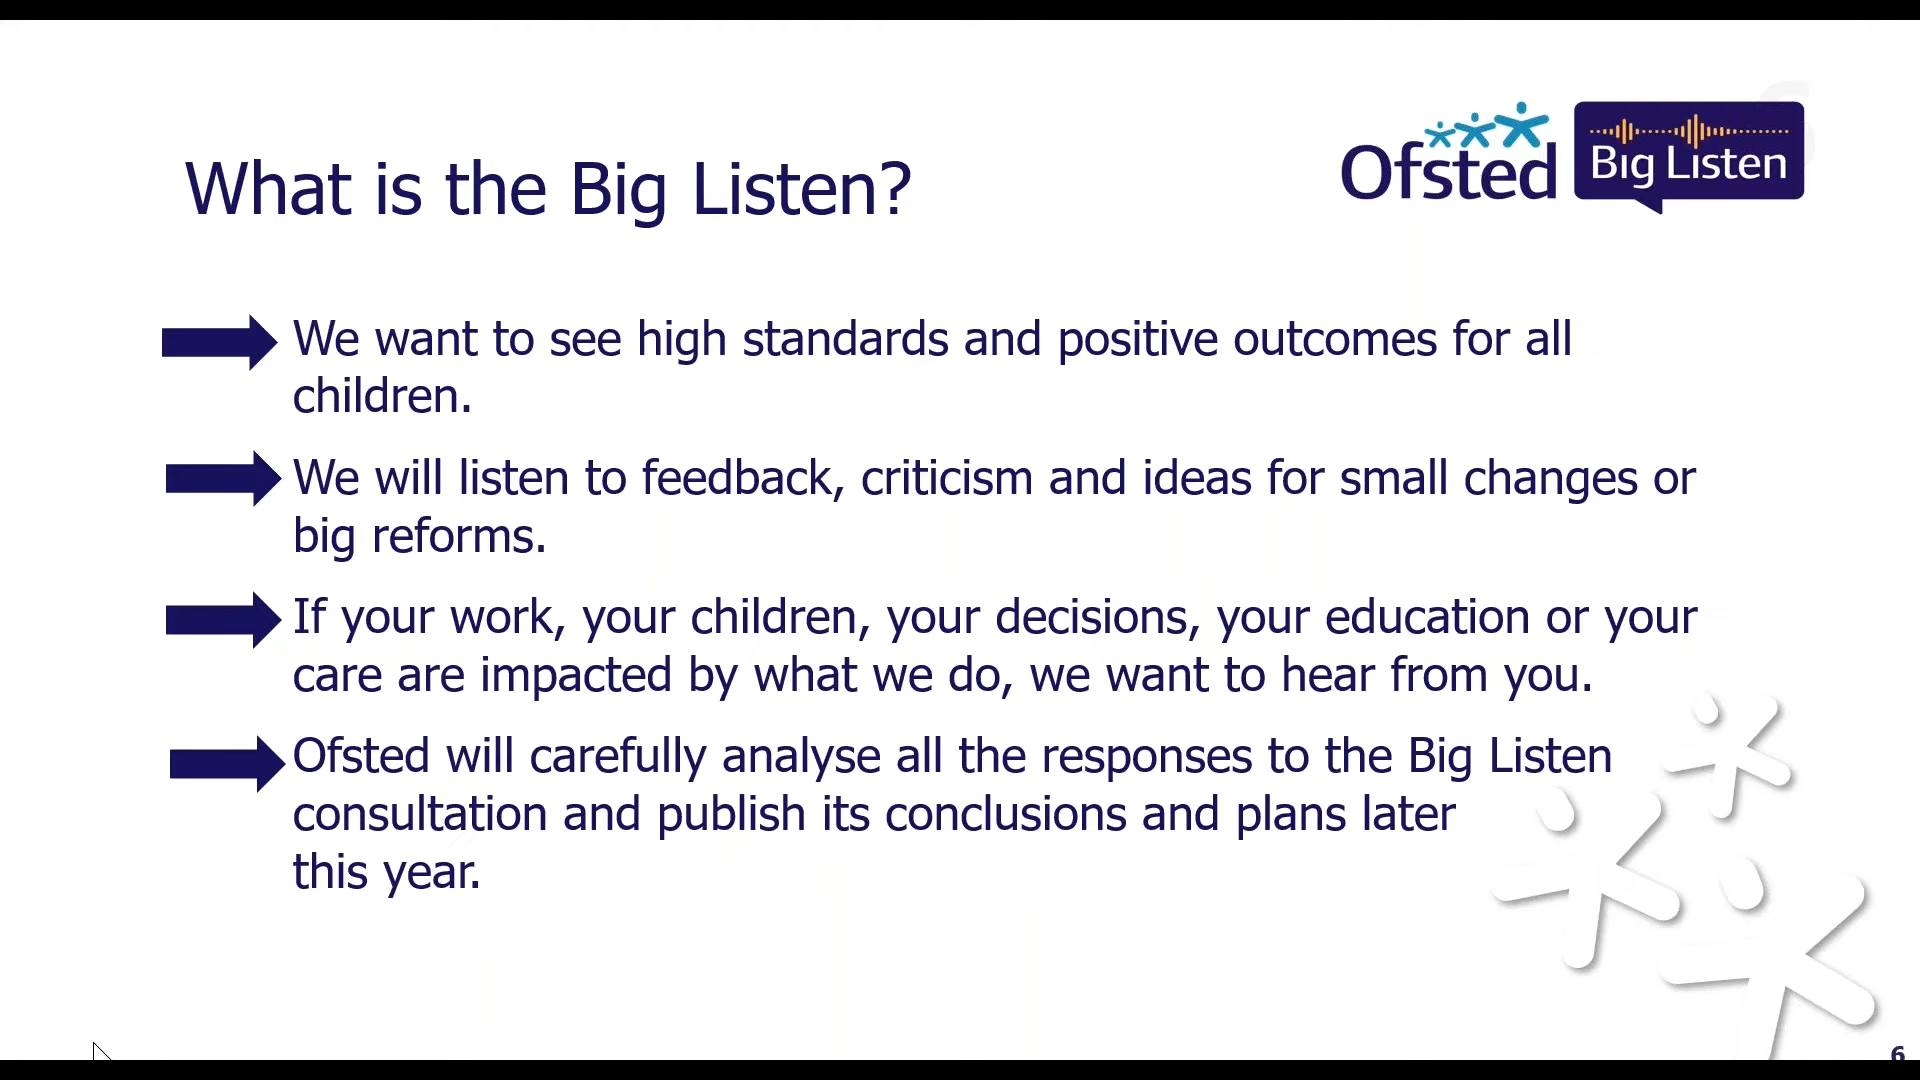 What is the Big Listen?
Ofsted
Big Listen
We want to see high standards and positive outcomes for all
children.
We will listen to feedback, criticism and ideas for small changes or
big reforms.
If your work, your children, your decisions, your education or your
care are impacted by what we do, we want to hear from you.
Ofsted will carefully analyse all the responses to the Big Listen
consultation and publish its conclusions and plans later
this year.
6